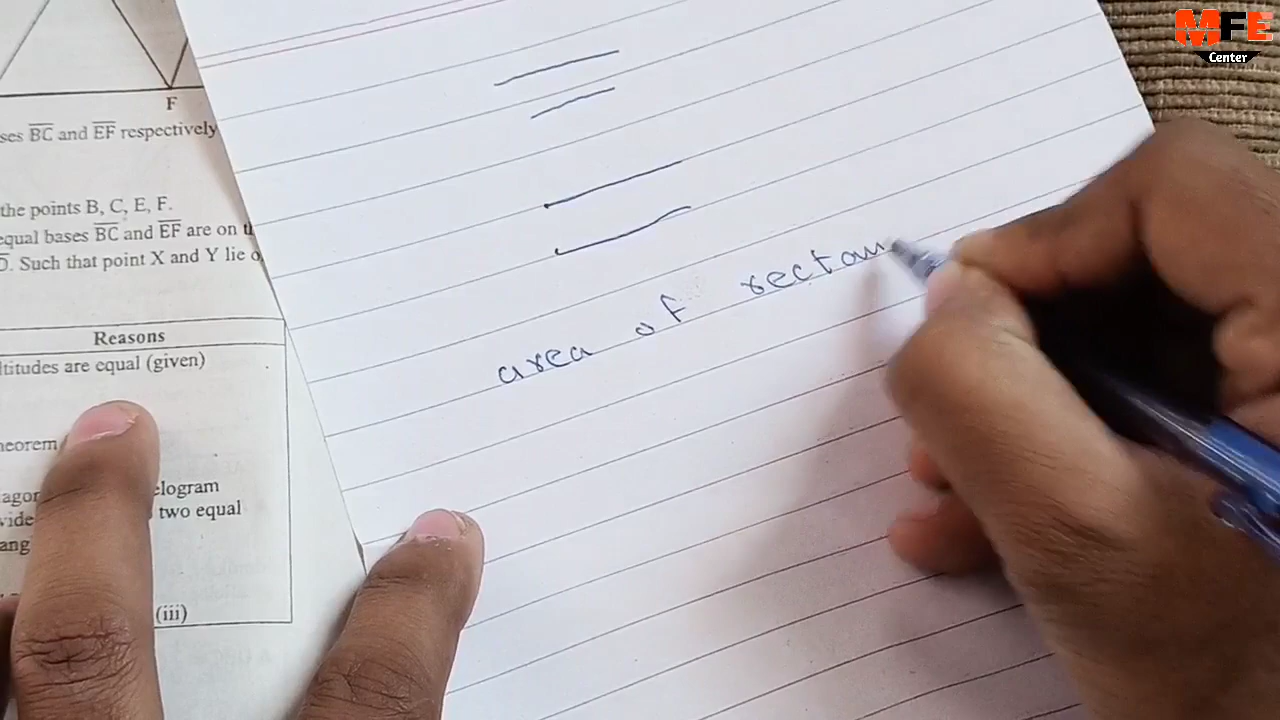 MFE
Center
F
ses BC and EF respectively
the points B, C, E, F.
equal bases BC and EF are on
Such that point X and Y lie
Reasons
ltitudes are equal (given)
heorem
elogram
two equal
(iii)
area of rectan